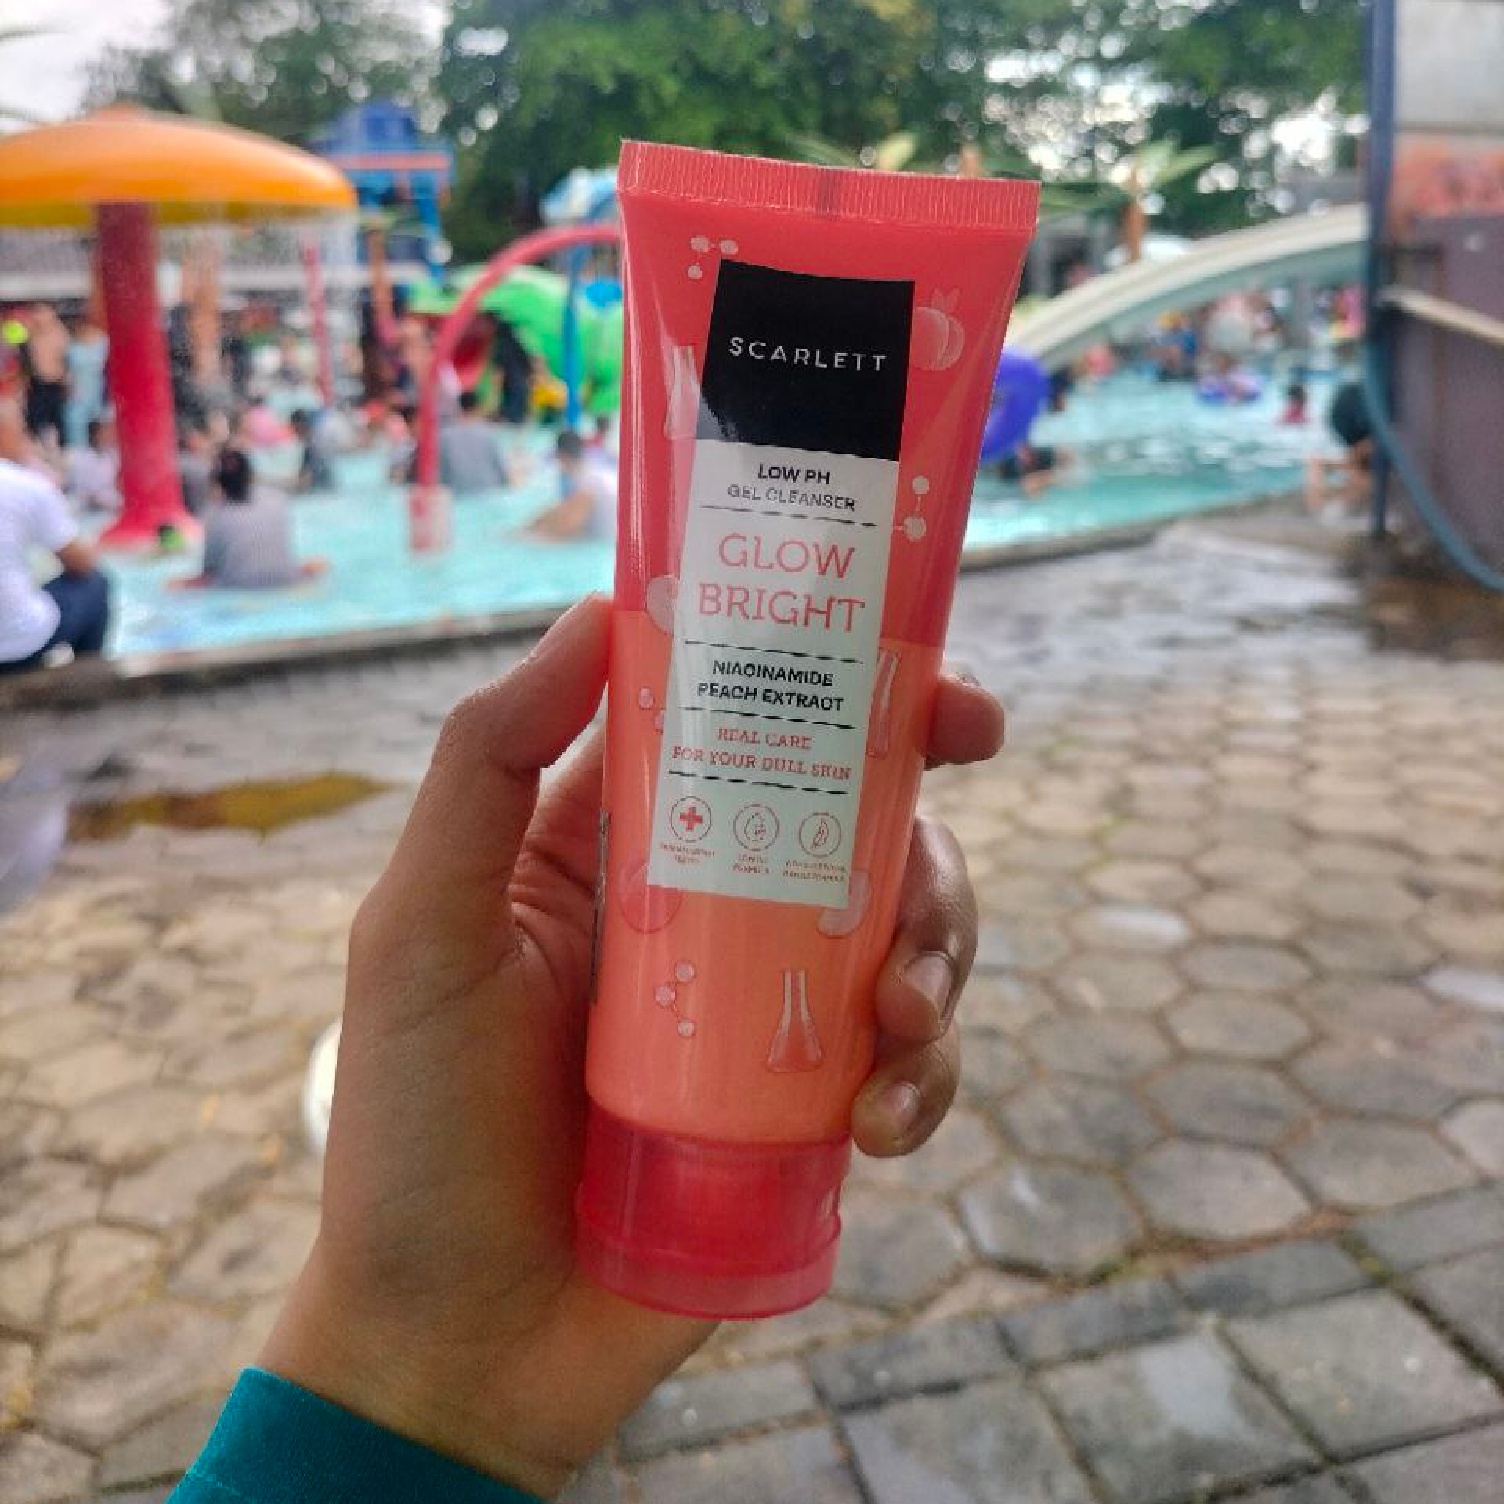 SCARLETT
LOW PH
GEL CLEANSER
GLOW
BRIGHT
NIACINAMIDE
PEACH EXTRACT
REAL CARE
FOR YOUR DULL SKIN